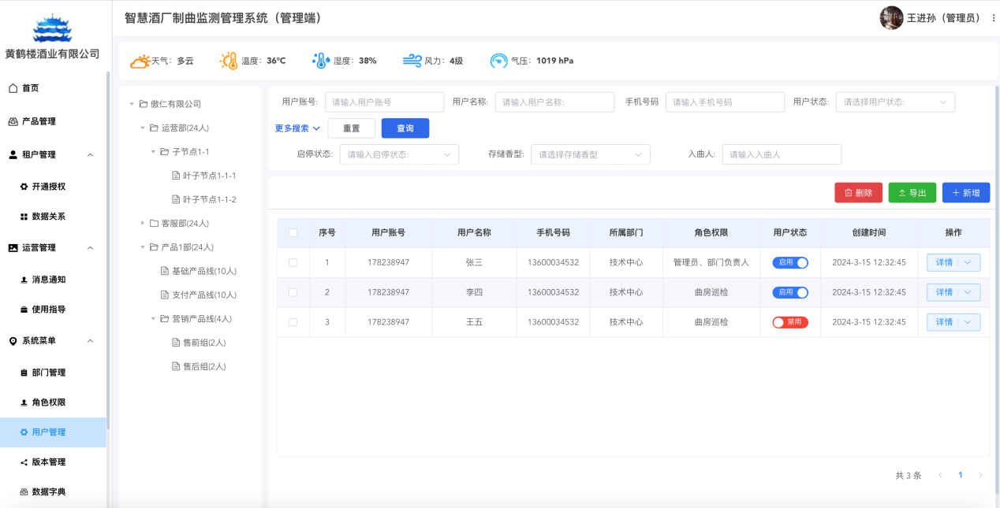 智慧酒厂制曲监测管理系统（管理端）
王进孙（管理员）
黄鹤楼酒业有限公司
天气： 多云
温度： 36℃
湿度： 38%
风力： 4级
气压： 1019 hPa
首页
产品管理
租户管理
开通授权
数据关系
运营管理
消息通知
使用指导
系统菜单
部门管理
角色权限
用户管理
版本管理
数据字典
傲仁有限公司
运营部(24人)
子节点1-1
叶子节点1-1-1
叶子节点1-1-2
客服部(24人)
产品1部(24人)
基础产品线(10人)
支付产品线(10人)
营销产品线(4人)
售前组(2人)
售后组(2人)
用户账号: 请输入用户账号 用户名称: 请输入用户名称: 手机号码 请输入手机号码 用户状态: 请选择用户状态:
更多搜索 重置 查询
启停状态: 请输入启停状态: 存储香型: 请选择存储香型 入曲人: 请输入入曲人
删除 导出 新增
序号 用户账号 用户名称 手机号码 所属部门 角色权限 用户状态 创建时间 操作
1 178238947 张三 13600034532 技术中心 管理员、部门负责人 启用 2024-3-15 12:32:45 详情
2 178238947 李四 13600034532 技术中心 曲房巡检 启用 2024-3-15 12:32:45 详情
3 178238947 王五 13600034532 技术中心 曲房巡检 禁用 2024-3-15 12:32:45 详情
共 3 条 1